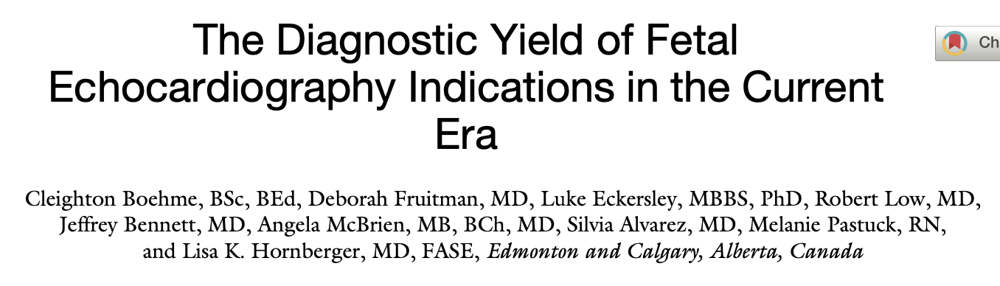 The Diagnostic Yield of Fetal
Echocardiography Indications in the Current
Era
Ch
Cleighton Boehme, BSc, BEd, Deborah Fruitman, MD, Luke Eckersley, MBBS, PhD, Robert Low, MD,
Jeffrey Bennett, MD, Angela McBrien, MB, BCh, MD, Silvia Alvarez, MD, Melanie Pastuck, RN,
and Lisa K. Hornberger, MD, FASE, Edmonton and Calgary, Alberta, Canada